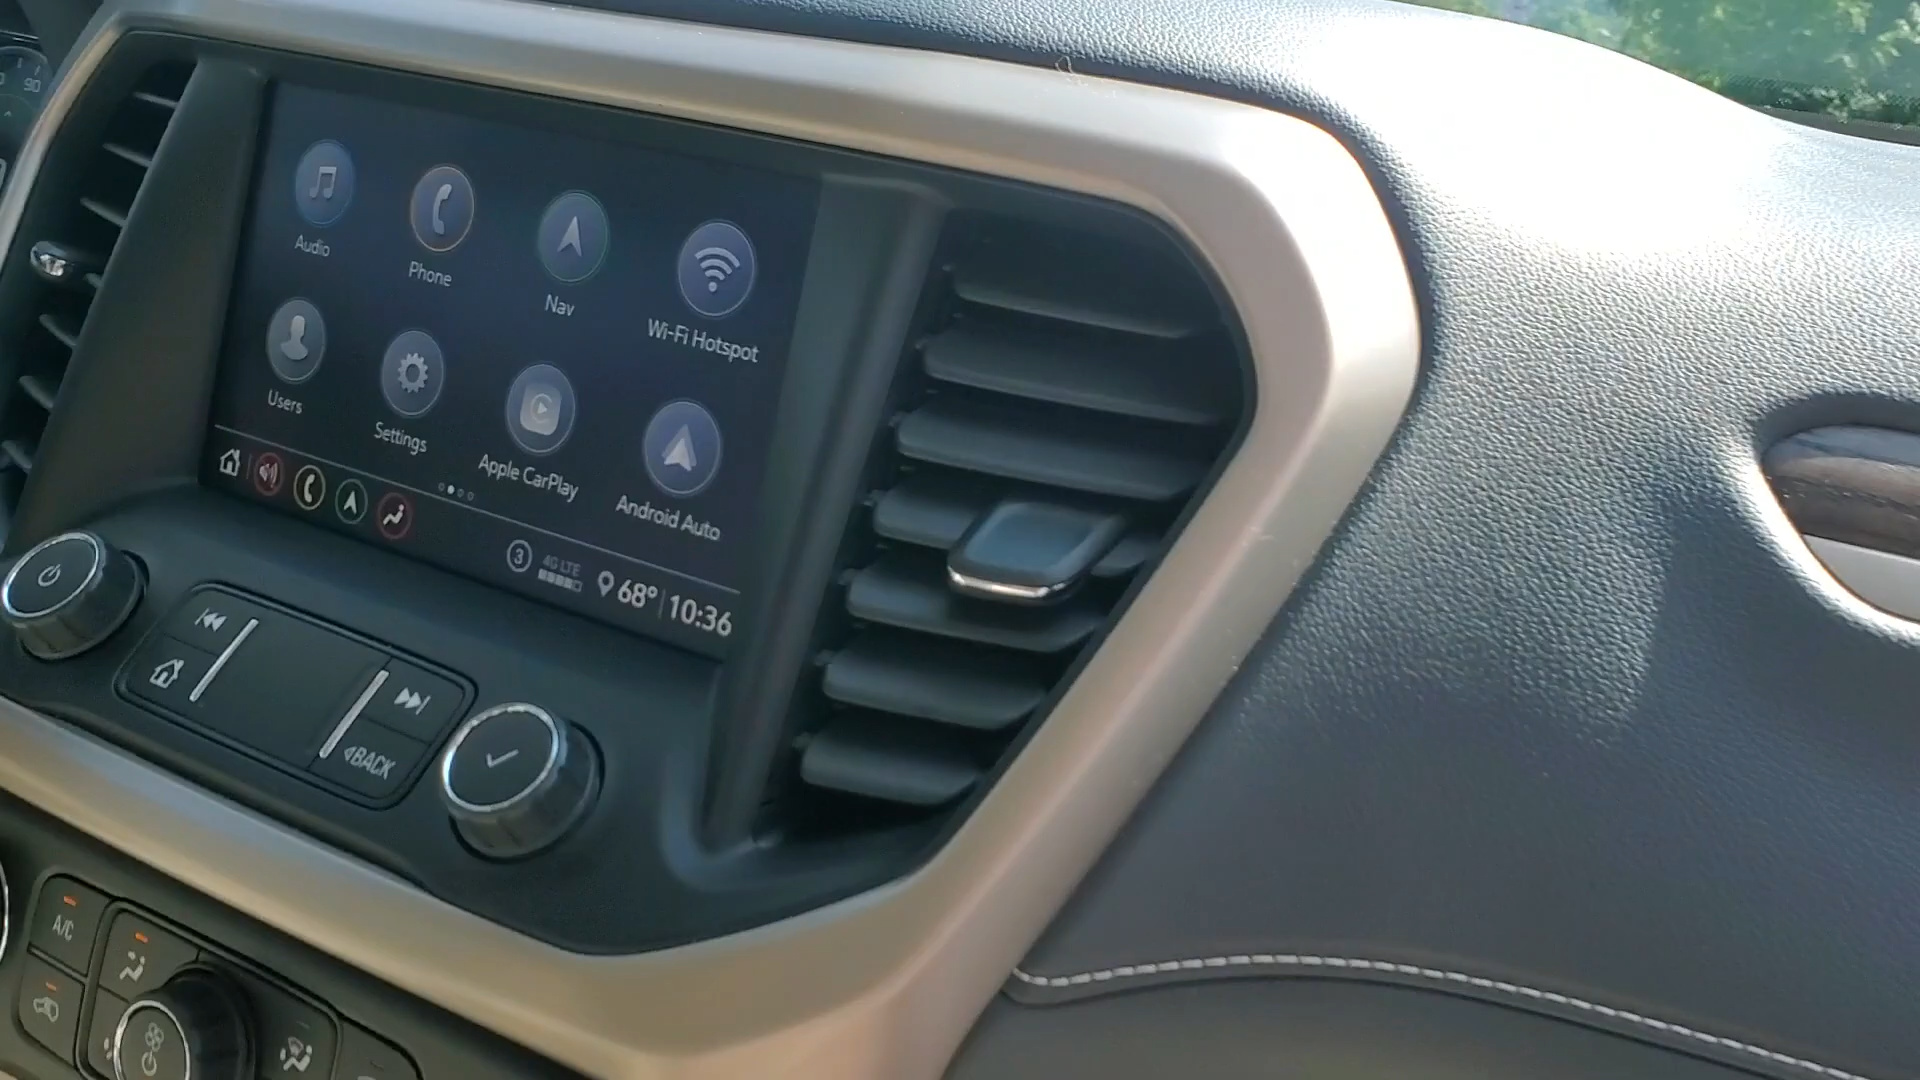 90
Audio
Phone
Nav
Wi-Fi Hotspot
Users
Settings
Apple CarPlay
Android Auto
3
4G LTE
68° 10:36
BACK
A/C